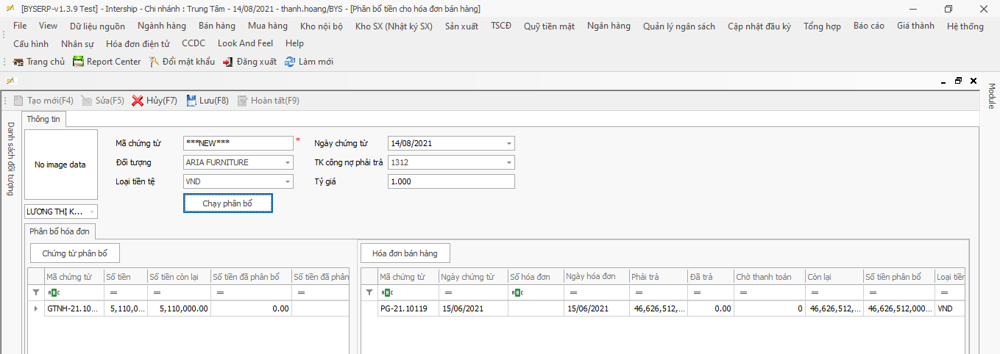 [BYSERP-v1.3.9 Test] - Intership - Chi nhánh : Trung Tâm - 14/08/2021 - thanh.hoang/BYS - [Phân bổ tiền cho hóa đơn bán hàng]
File View Dữ liệu nguồn Ngành hàng Bán hàng Mua hàng Kho nội bộ Kho SX (Nhật ký SX) Sản xuất TSCĐ Quỹ tiền mặt Ngân hàng Quản lý ngân sách Cập nhật đầu kỳ Tổng hợp Báo cáo Giá thành Hệ thống
Cấu hình Nhân sự Hóa đơn điện tử CCDC Look And Feel Help
Trang chủ Report Center Đổi mật khẩu Đăng xuất Làm mới
Module
Tạo mới(F4) Sửa(F5) Hủy(F7) Lưu(F8) Hoàn tất(F9)
Danh sách đối tượng
Thông tin
No image data
LƯƠNG THỊ K...
Mã chứng từ ***NEW*** * Ngày chứng từ 14/08/2021
Đối tượng ARIA FURNITURE TK công nợ phải trả 1312
Loại tiền tệ VND Tỷ giá 1.000
Chạy phân bổ
Phân bổ hóa đơn
Chứng từ phân bổ
Mã chứng từ Số tiền Số tiền còn lại Số tiền đã phân bổ Số tiền đã phân
ABC = = = =
GTNH-21.10... 5,110,0... 5,110,000.00 0.00
Hóa đơn bán hàng
Mã chứng từ Ngày chứng từ Số hóa đơn Ngày hóa đơn Phải trả Đã trả Chờ thanh toán Còn lại Số tiền phân bổ Loại tiền
ABC = ABC = = = = = = =
PG-21.10119 15/06/2021 15/06/2021 46,626,512,... 0.00 0 46,626,512,... 46,626,512,000... VND